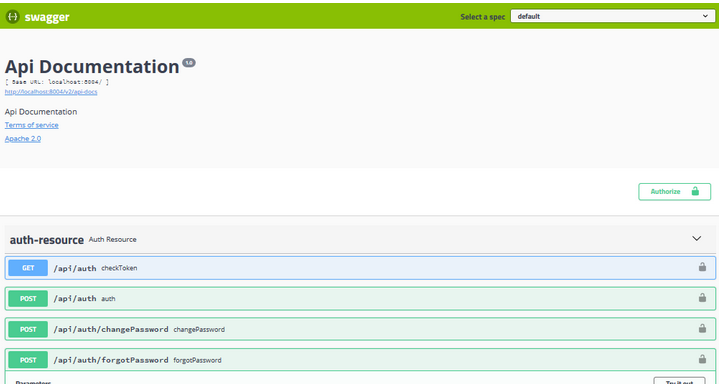 swagger
Select a spec default
Api Documentation 1.0
[ Base URL: localhost:8004/ ]
http://localhost:8004/v2/api-docs
Api Documentation
Terms of service
Apache 2.0
Authorize
auth-resource Auth Resource
GET /api/auth checkToken
POST /api/auth auth
POST /api/auth/changePassword changePassword
POST /api/auth/forgotPassword forgotPassword
Parameters Try it out